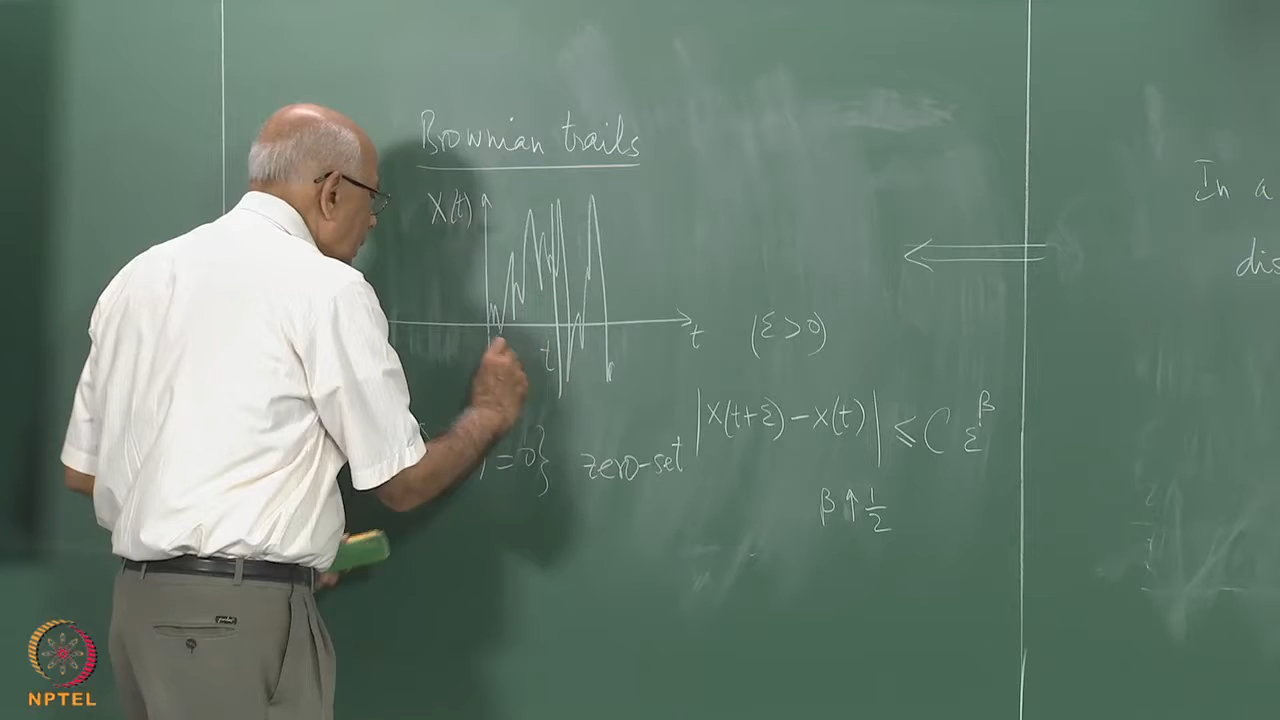 Brownian trails
X(t)
t
t
(ε > 0)
|X(t+ε) − X(t)| ≤ C ε^β
= 0} zero-set
β ↑ 1/2
In a
dis
NPTEL